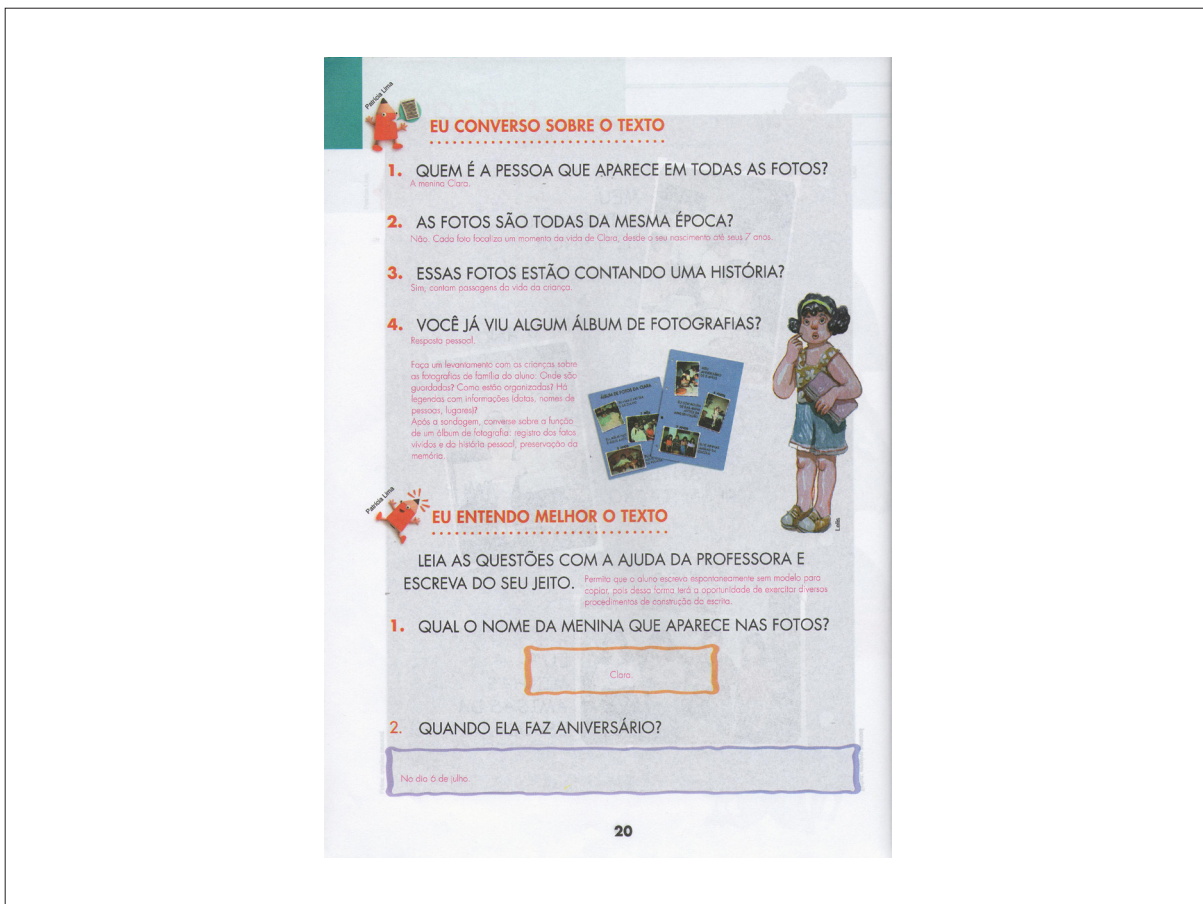 Patrícia Lima
EU CONVERSO SOBRE O TEXTO
1. QUEM É A PESSOA QUE APARECE EM TODAS AS FOTOS?
A menina Clara.
2. AS FOTOS SÃO TODAS DA MESMA ÉPOCA?
Não. Cada foto focaliza um momento da vida de Clara, desde o seu nascimento até seus 7 anos.
3. ESSAS FOTOS ESTÃO CONTANDO UMA HISTÓRIA?
Sim, contam passagens da vida da criança.
4. VOCÊ JÁ VIU ALGUM ÁLBUM DE FOTOGRAFIAS?
Resposta pessoal.
Faça um levantamento com as crianças sobre
as fotografias de família do aluno: Onde são
guardadas? Como estão organizadas? Há
legendas com informações (datas, nomes de
pessoas, lugares)?
Após a sondagem, converse sobre a função
de um álbum de fotografia: registro dos fatos
vividos e da história pessoal, preservação da
memória.
ÁLBUM DE FOTOS DA CLARA
Patrícia Lima
EU ENTENDO MELHOR O TEXTO
LEIA AS QUESTÕES COM A AJUDA DA PROFESSORA E
ESCREVA DO SEU JEITO.
Permita que o aluno escreva espontaneamente sem modelo para
copiar, pois dessa forma terá a oportunidade de exercitar diversos
procedimentos de construção da escrita.
1. QUAL O NOME DA MENINA QUE APARECE NAS FOTOS?
Clara.
2. QUANDO ELA FAZ ANIVERSÁRIO?
No dia 6 de julho.
20